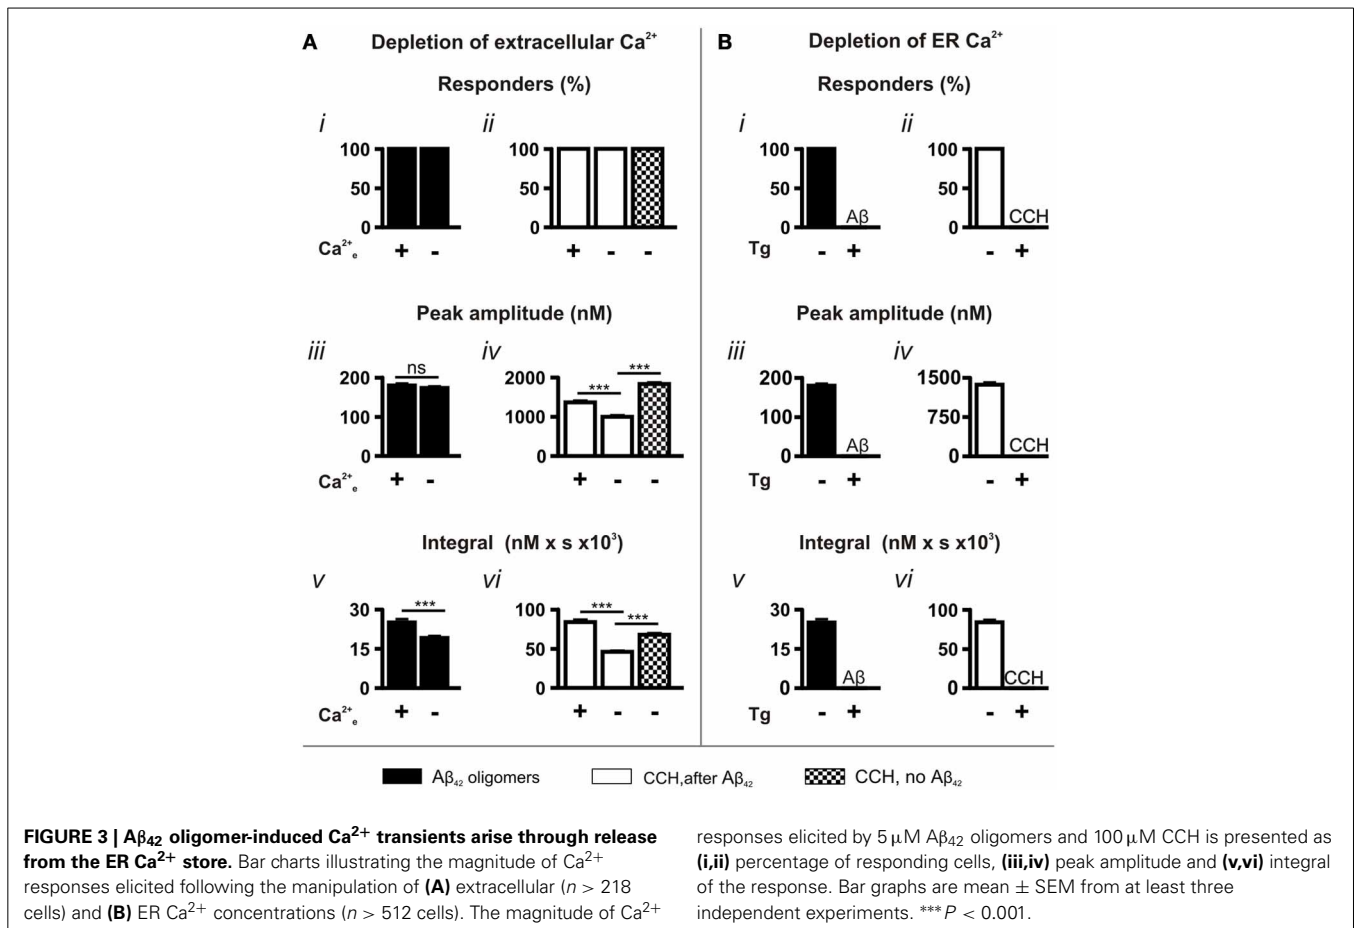 A Depletion of extracellular Ca²⁺
Responders (%)
i ii
100 100
50 50
0 0
Ca²⁺ₑ + - + - -
Peak amplitude (nM)
iii iv
ns *** ***
200 2000
100 1000
0 0
Ca²⁺ₑ + - + - -
Integral (nM x s x10³)
v vi
*** *** ***
30 100
15 50
0 0
Ca²⁺ₑ + - + - -
B Depletion of ER Ca²⁺
Responders (%)
i ii
100 100
50 50
0 Aβ 0 CCH
Tg - + - +
Peak amplitude (nM)
iii iv
200 1500
100 750
0 Aβ 0 CCH
Tg - + - +
Integral (nM x s x10³)
v vi
30 100
15 50
0 Aβ 0 CCH
Tg - + - +
Aβ₄₂ oligomers CCH,after Aβ₄₂ CCH, no Aβ₄₂
FIGURE 3 | Aβ₄₂ oligomer-induced Ca²⁺ transients arise through release
from the ER Ca²⁺ store. Bar charts illustrating the magnitude of Ca²⁺
responses elicited following the manipulation of (A) extracellular (n > 218
cells) and (B) ER Ca²⁺ concentrations (n > 512 cells). The magnitude of Ca²⁺
responses elicited by 5 μM Aβ₄₂ oligomers and 100 μM CCH is presented as
(i,ii) percentage of responding cells, (iii,iv) peak amplitude and (v,vi) integral
of the response. Bar graphs are mean ± SEM from at least three
independent experiments. ***P < 0.001.